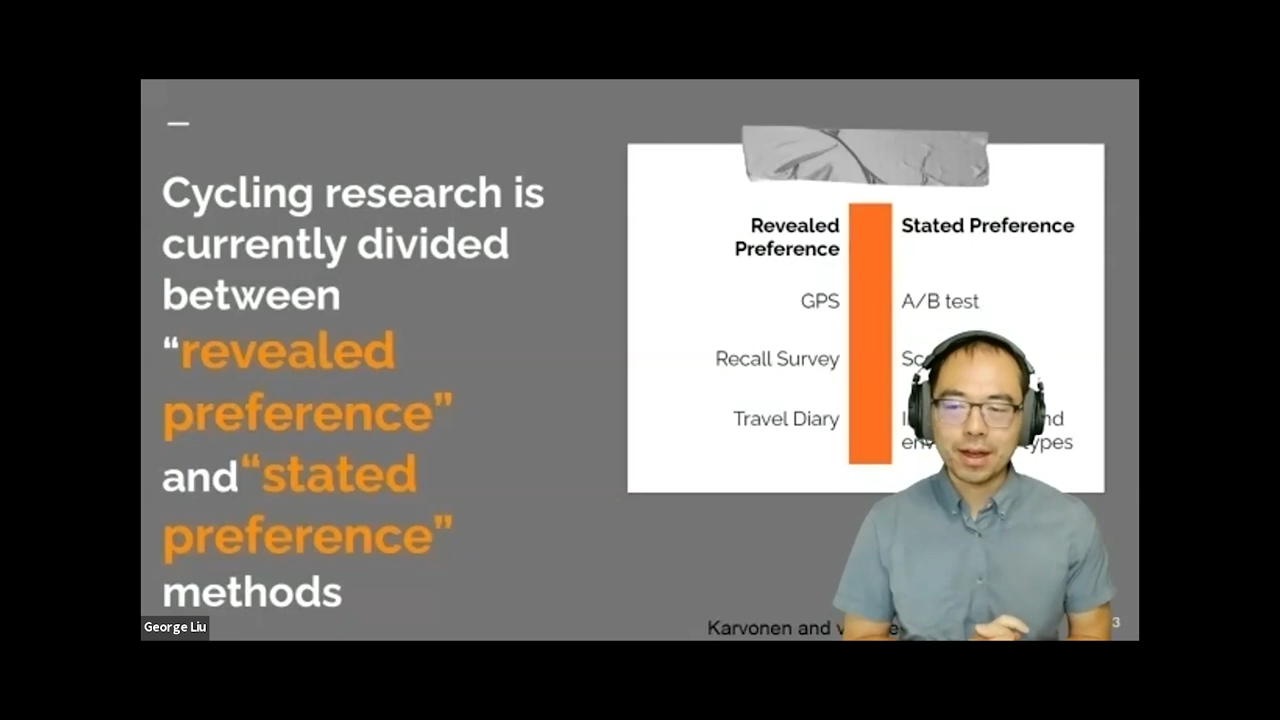 Cycling research is
currently divided
between
“revealed
preference”
and“stated
preference”
methods
Revealed
Preference
Stated Preference
GPS
A/B test
Recall Survey
Travel Diary
types
Karvonen and
3
George Liu